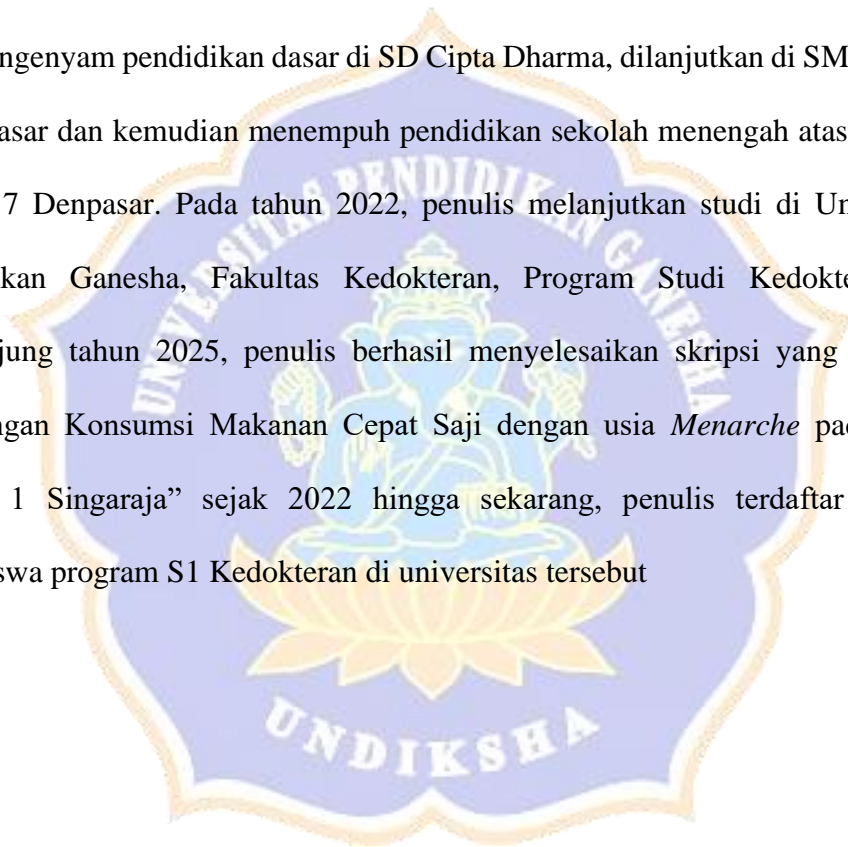 ngenyam pendidikan dasar di SD Cipta Dharma, dilanjutkan di SM
asar dan kemudian menempuh pendidikan sekolah menengah atas
7 Denpasar. Pada tahun 2022, penulis melanjutkan studi di Un
kan Ganesha, Fakultas Kedokteran, Program Studi Kedokte
jung tahun 2025, penulis berhasil menyelesaikan skripsi yang
ngan Konsumsi Makanan Cepat Saji dengan usia Menarche pad
1 Singaraja” sejak 2022 hingga sekarang, penulis terdaftar
swa program S1 Kedokteran di universitas tersebut
UNIVERSITAS PENDIDIKAN GANESHA
UNDIKSHA